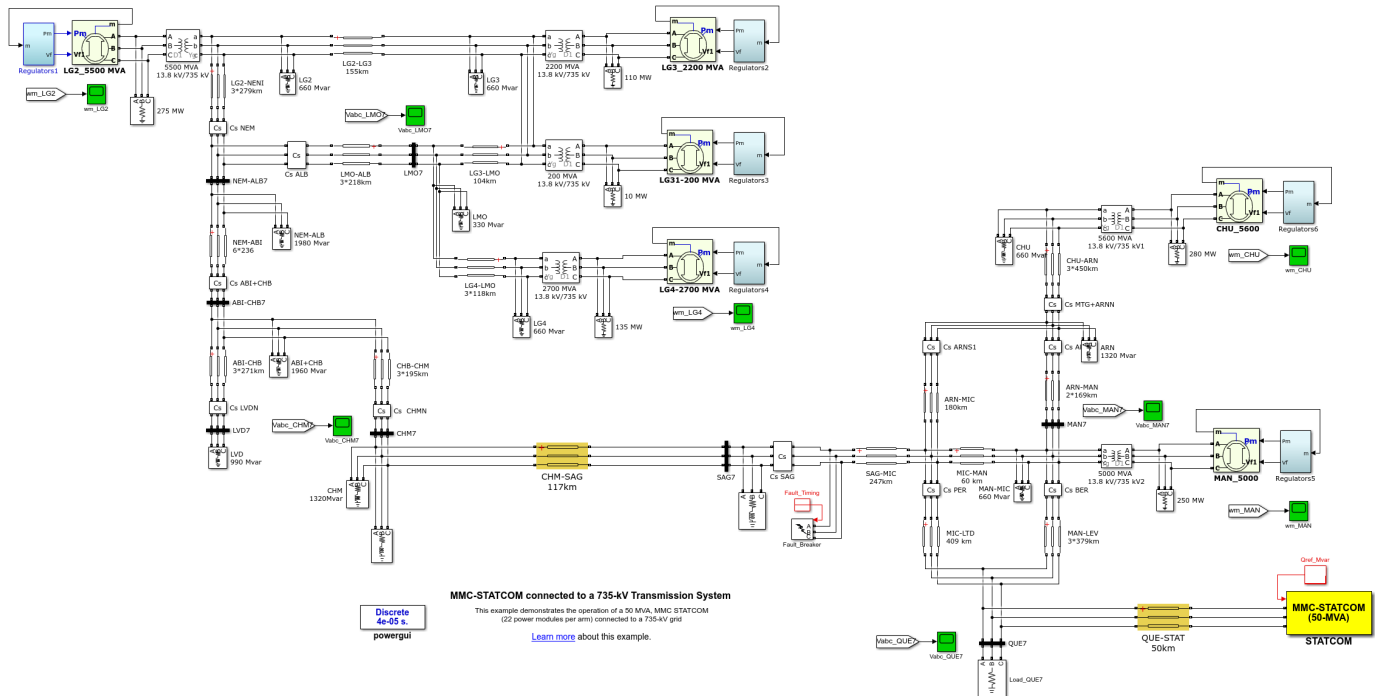 Regulators1
LG2_5500 MVA
5500 MVA
13.8 kV/735 kV
wm_LG2
wm_LG2
275 MW
LG2-NENI
3*279km
LG2
660 Mvar
LG2-LG3
155km
LG3
660 Mvar
2200 MVA
13.8 kV/735 kV
110 MW
LG3_2200 MVA
Regulators2
Cs NEM
Cs
Cs ALB
Vabc_LMO7
Vabc_LMO7
LMO-ALB
3*218km
LMO7
LG3-LMO
104km
200 MVA
13.8 kV/735 kV
10 MW
LG31-200 MVA
Regulators3
NEM-ALB7
NEM-ALB
1980 Mvar
NEM-ABI
6*236
LMO
330 Mvar
LG4-LMO
3*118km
LG4
660 Mvar
2700 MVA
13.8 kV/735 kV
135 MW
LG4-2700 MVA
Regulators4
wm_LG4
wm_LG4
Cs ABI+CHB
ABI-CHB7
ABI-CHB
3*271km
ABI+CHB
1960 Mvar
CHB-CHM
3*195km
Cs LVDN
LVD7
LVD
990 Mvar
Cs CHMN
CHM7
Vabc_CHM7
Vabc_CHM7
CHM
1320Mvar
CHM-SAG
117km
SAG7
Cs
Cs SAG
Fault_Timing
Fault_Breaker
SAG-MIC
247km
MIC-MAN
60 km
MAN-MIC
660 Mvar
CHU
660 Mvar
CHU-ARN
3*450km
5600 MVA
13.8 kV/735 kV1
280 MW
CHU_5600
Regulators6
wm_CHU
wm_CHU
Cs MTG+ARNN
Cs ARNS1
ARN
1320 Mvar
ARN-MIC
180km
ARN-MAN
2*169km
MAN7
Vabc_MAN7
Vabc_MAN7
5000 MVA
13.8 kV/735 kV2
250 MW
MAN_5000
Regulators5
wm_MAN
wm_MAN
Cs PER
Cs BER
MIC-LTD
409 km
MAN-LEV
3*379km
Qref_Mvar
MMC-STATCOM
(50-MVA)
STATCOM
QUE-STAT
50km
Vabc_QUE7
Vabc_QUE7
QUE7
Load_QUE7
Discrete
4e-05 s.
powergui
MMC-STATCOM connected to a 735-kV Transmission System
This example demonstrates the operation of a 50 MVA, MMC STATCOM
(22 power modules per arm) connected to a 735-kV grid
Learn more about this example.